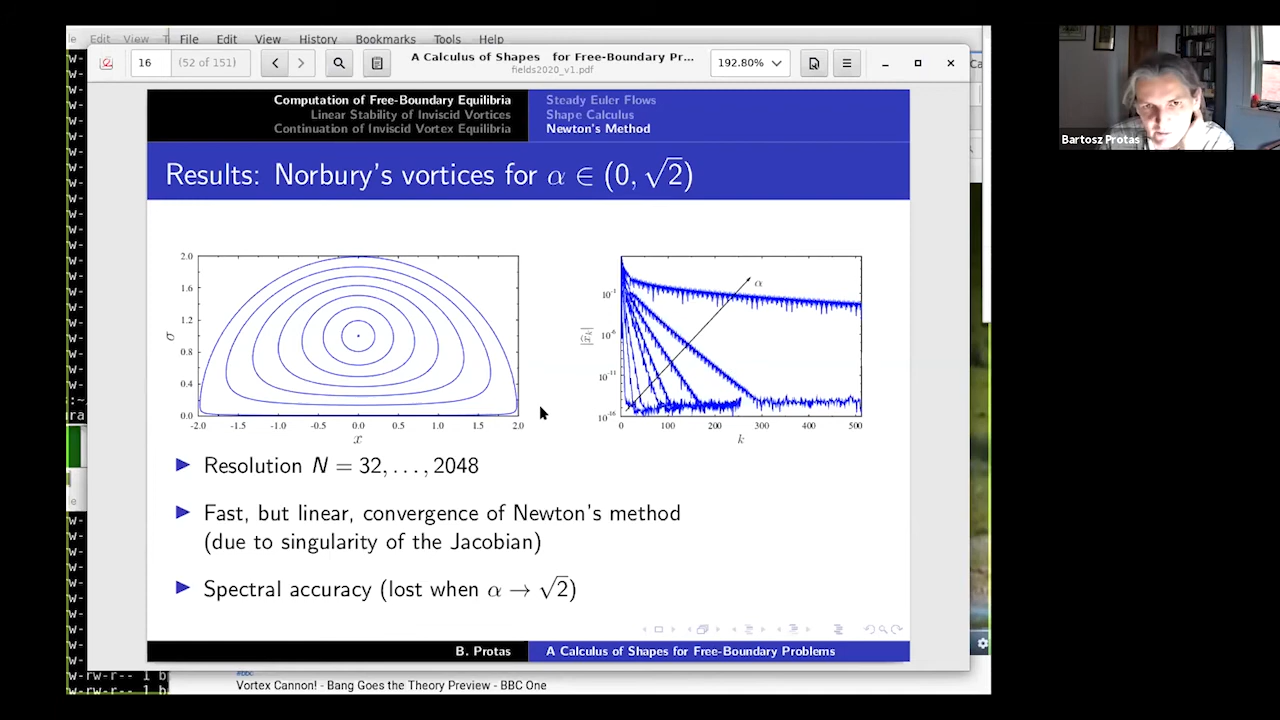 le Edit View T File Edit View History Bookmarks Tools Help
16 (52 of 151)
A Calculus of Shapes for Free-Boundary Pr...
fields2020_v1.pdf
192.80%
Computation of Free-Boundary Equilibria
Linear Stability of Inviscid Vortices
Continuation of Inviscid Vortex Equilibria
Steady Euler Flows
Shape Calculus
Newton's Method
Results: Norbury's vortices for α ∈ (0, √2)
2.0
1.6
1.2
0.8
0.4
0.0
σ
-2.0 -1.5 -1.0 -0.5 0.0 0.5 1.0 1.5 2.0
x
10⁻¹
10⁻⁶
10⁻¹¹
10⁻¹⁶
|x̂ₖ|
α
0 100 200 300 400 500
k
▶ Resolution N = 32, . . . , 2048
▶ Fast, but linear, convergence of Newton's method
(due to singularity of the Jacobian)
▶ Spectral accuracy (lost when α → √2)
B. Protas
A Calculus of Shapes for Free-Boundary Problems
w-rw-r-- 1 b
Vortex Cannon! - Bang Goes the Theory Preview - BBC One
Bartosz Protas